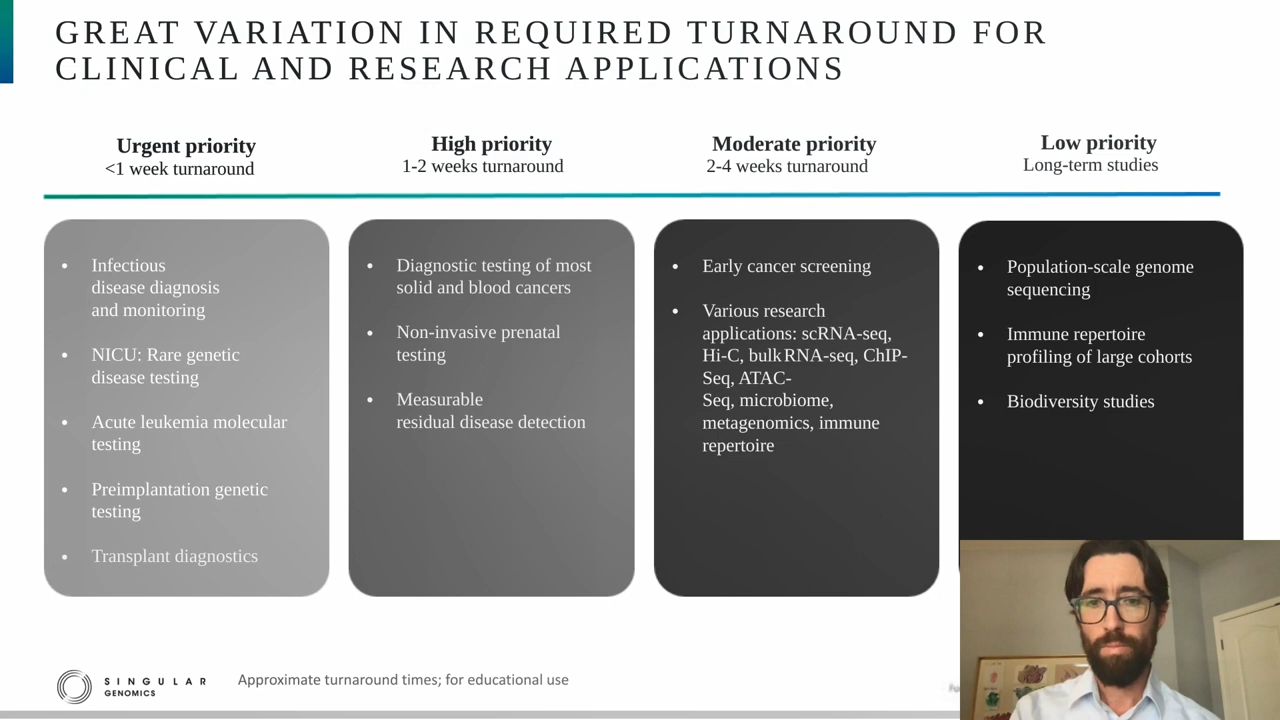 GREAT VARIATION IN REQUIRED TURNAROUND FOR
CLINICAL AND RESEARCH APPLICATIONS
Urgent priority
<1 week turnaround
High priority
1-2 weeks turnaround
Moderate priority
2-4 weeks turnaround
Low priority
Long-term studies
• Infectious
disease diagnosis
and monitoring
• NICU: Rare genetic
disease testing
• Acute leukemia molecular
testing
• Preimplantation genetic
testing
• Transplant diagnostics
• Diagnostic testing of most
solid and blood cancers
• Non-invasive prenatal
testing
• Measurable
residual disease detection
• Early cancer screening
• Various research
applications: scRNA-seq,
Hi-C, bulk RNA-seq, ChIP-
Seq, ATAC-
Seq, microbiome,
metagenomics, immune
repertoire
• Population-scale genome
sequencing
• Immune repertoire
profiling of large cohorts
• Biodiversity studies
SINGULAR
GENOMICS
Approximate turnaround times; for educational use